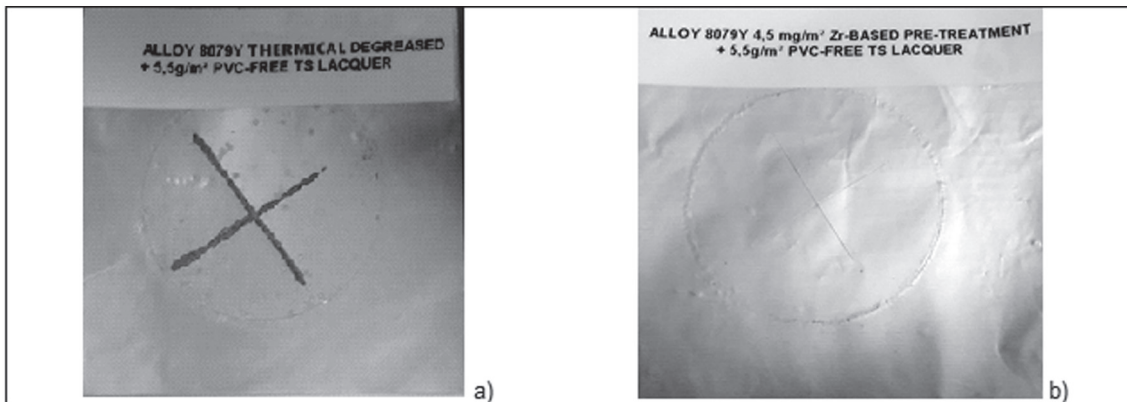 ALLOY 8079Y THERMICAL DEGREASED
+ 5,5g/m² PVC-FREE TS LACQUER
a)
ALLOY 8079Y 4,5 mg/m² Zr-BASED PRE-TREATMENT
+ 5,5g/m² PVC-FREE TS LACQUER
b)